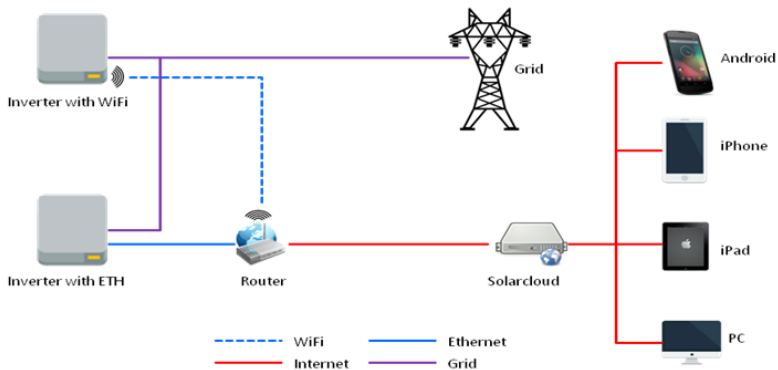 Inverter with WiFi
Grid
Android
iPhone
iPad
PC
Inverter with ETH
Router
Solarcloud
WiFi
Ethernet
Internet
Grid